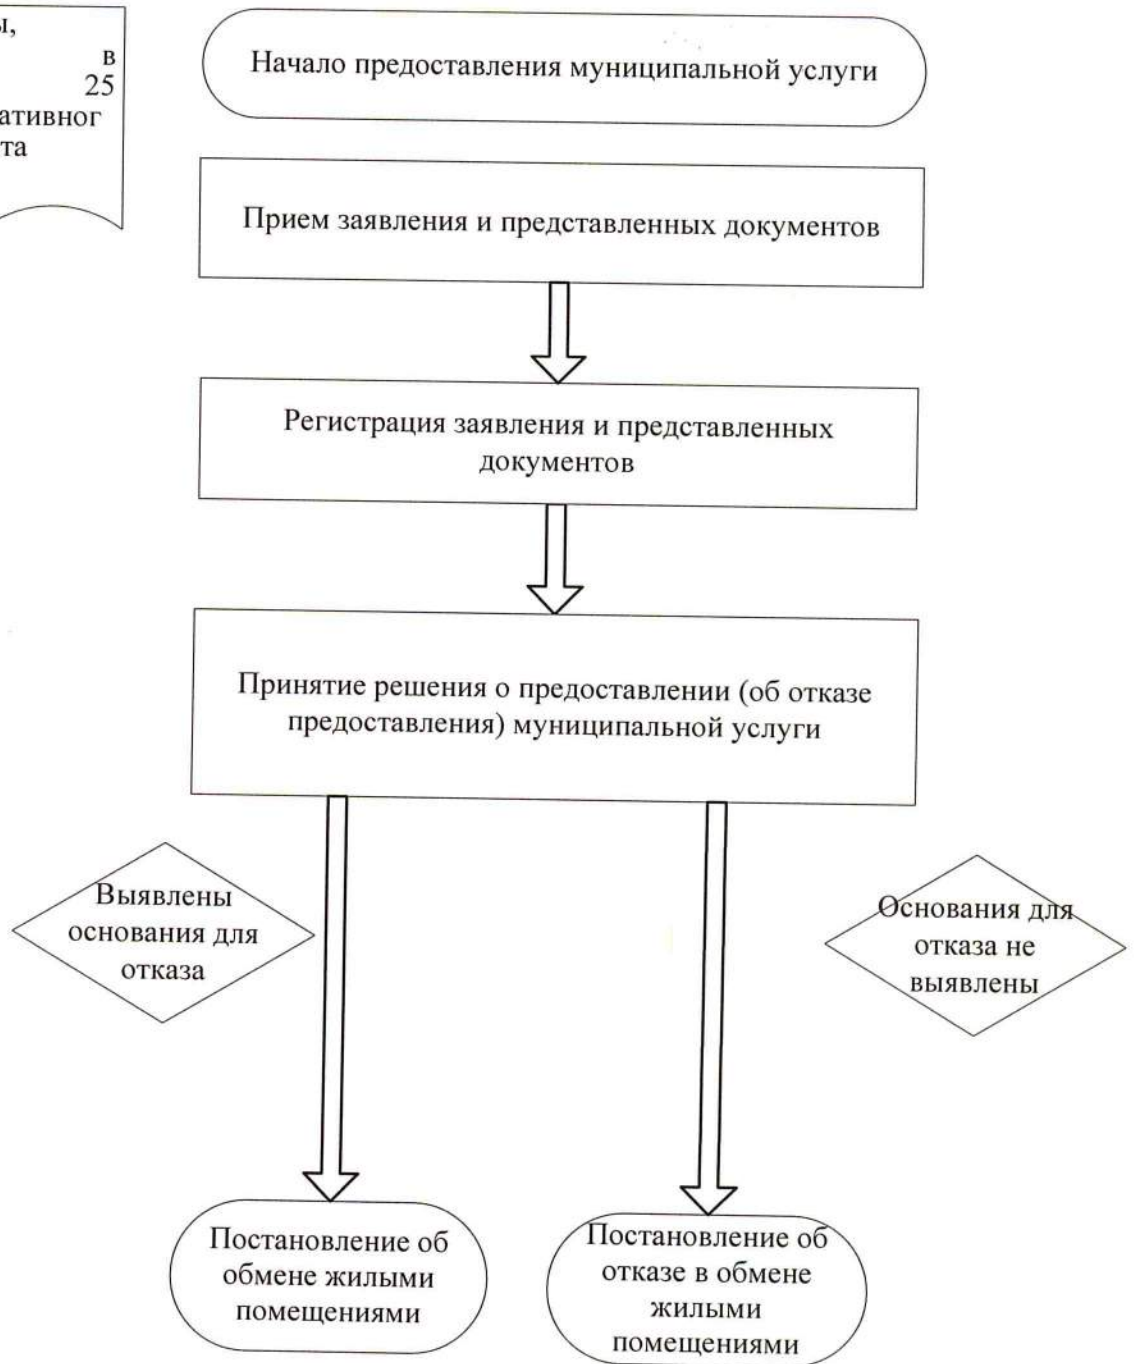 в
25
та
Начало предоставления муниципальной услуги
Прием заявления и представленных документов
Регистрация заявления и представленных
документов
Принятие решения о предоставлении (об отказе
предоставления) муниципальной услуги
Выявлены
основания для
отказа
Основания для
отказа не
выявлены
Постановление об
обмене жилыми
помещениями
Постановление об
отказе в обмене
жилыми
помещениями